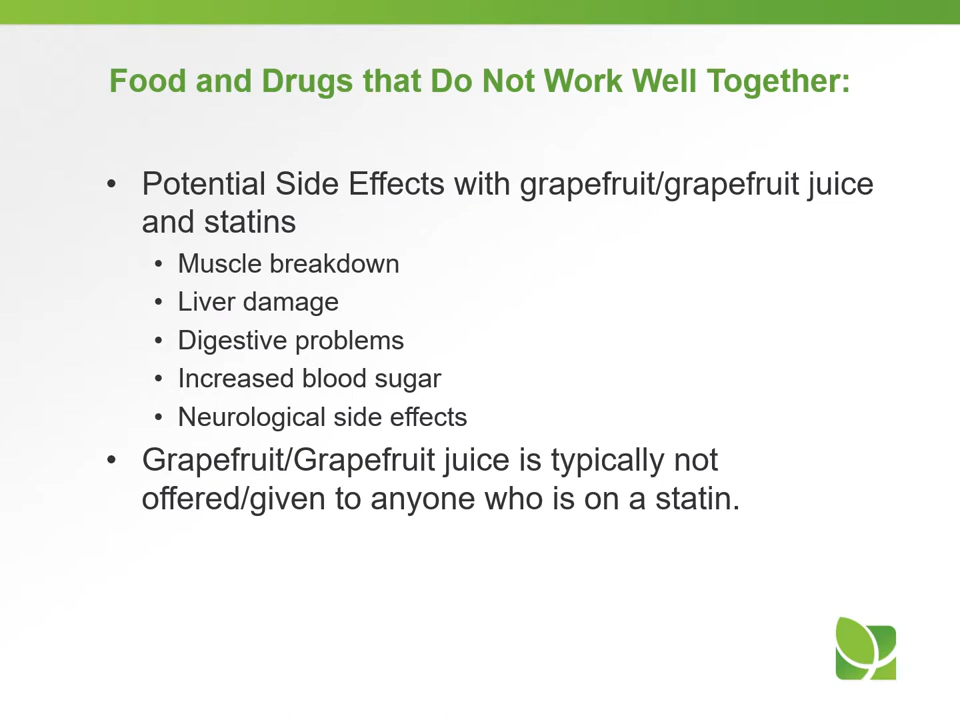 Food and Drugs that Do Not Work Well Together:
• Potential Side Effects with grapefruit/grapefruit juice
and statins
• Muscle breakdown
• Liver damage
• Digestive problems
• Increased blood sugar
• Neurological side effects
• Grapefruit/Grapefruit juice is typically not
offered/given to anyone who is on a statin.